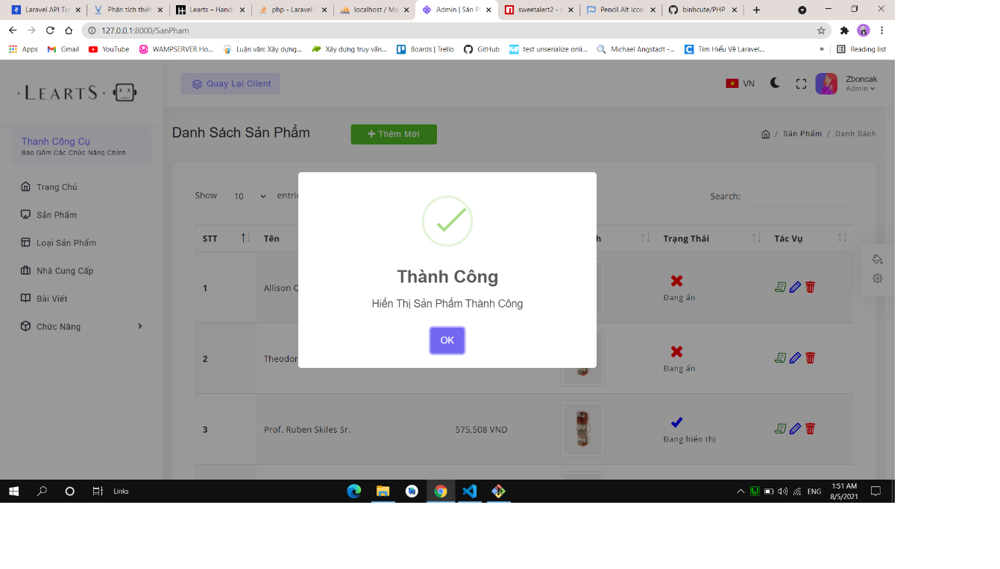 Laravel API Tu
Phân tích thiết
Learts – Handr
php - Laravel
localhost / Ma
Admin | Sản P
sweetalert2 -
Pencil Alt Icon
binhcute/PHP
127.0.0.1:8000/SanPham
Apps
Gmail
YouTube
WAMPSERVER Ho...
Luận văn: Xây dựng...
Xây dựng truy vấn...
Boards | Trello
GitHub
test unserialize onli...
Michael Angstadt -...
Tìm Hiểu Về Laravel...
»
Reading list
· LEARTS ·
Quay Lại Client
VN
Zboncak
Admin
Thanh Công Cụ
Bao Gồm Các Chức Năng Chính
Trang Chủ
Sản Phẩm
Loại Sản Phẩm
Nhà Cung Cấp
Bài Viết
Chức Năng
Danh Sách Sản Phẩm
Thêm Mới
/ Sản Phẩm / Danh Sách
Show 10 entri
Search:
STT Tên h Trạng Thái Tác Vụ
1 Allison Đang ẩn
2 Theodor Đang ẩn
3 Prof. Ruben Skiles Sr. 575,508 VND Đang hiển thị
Thành Công
Hiển Thị Sản Phẩm Thành Công
OK
Links
ENG
1:51 AM
8/5/2021